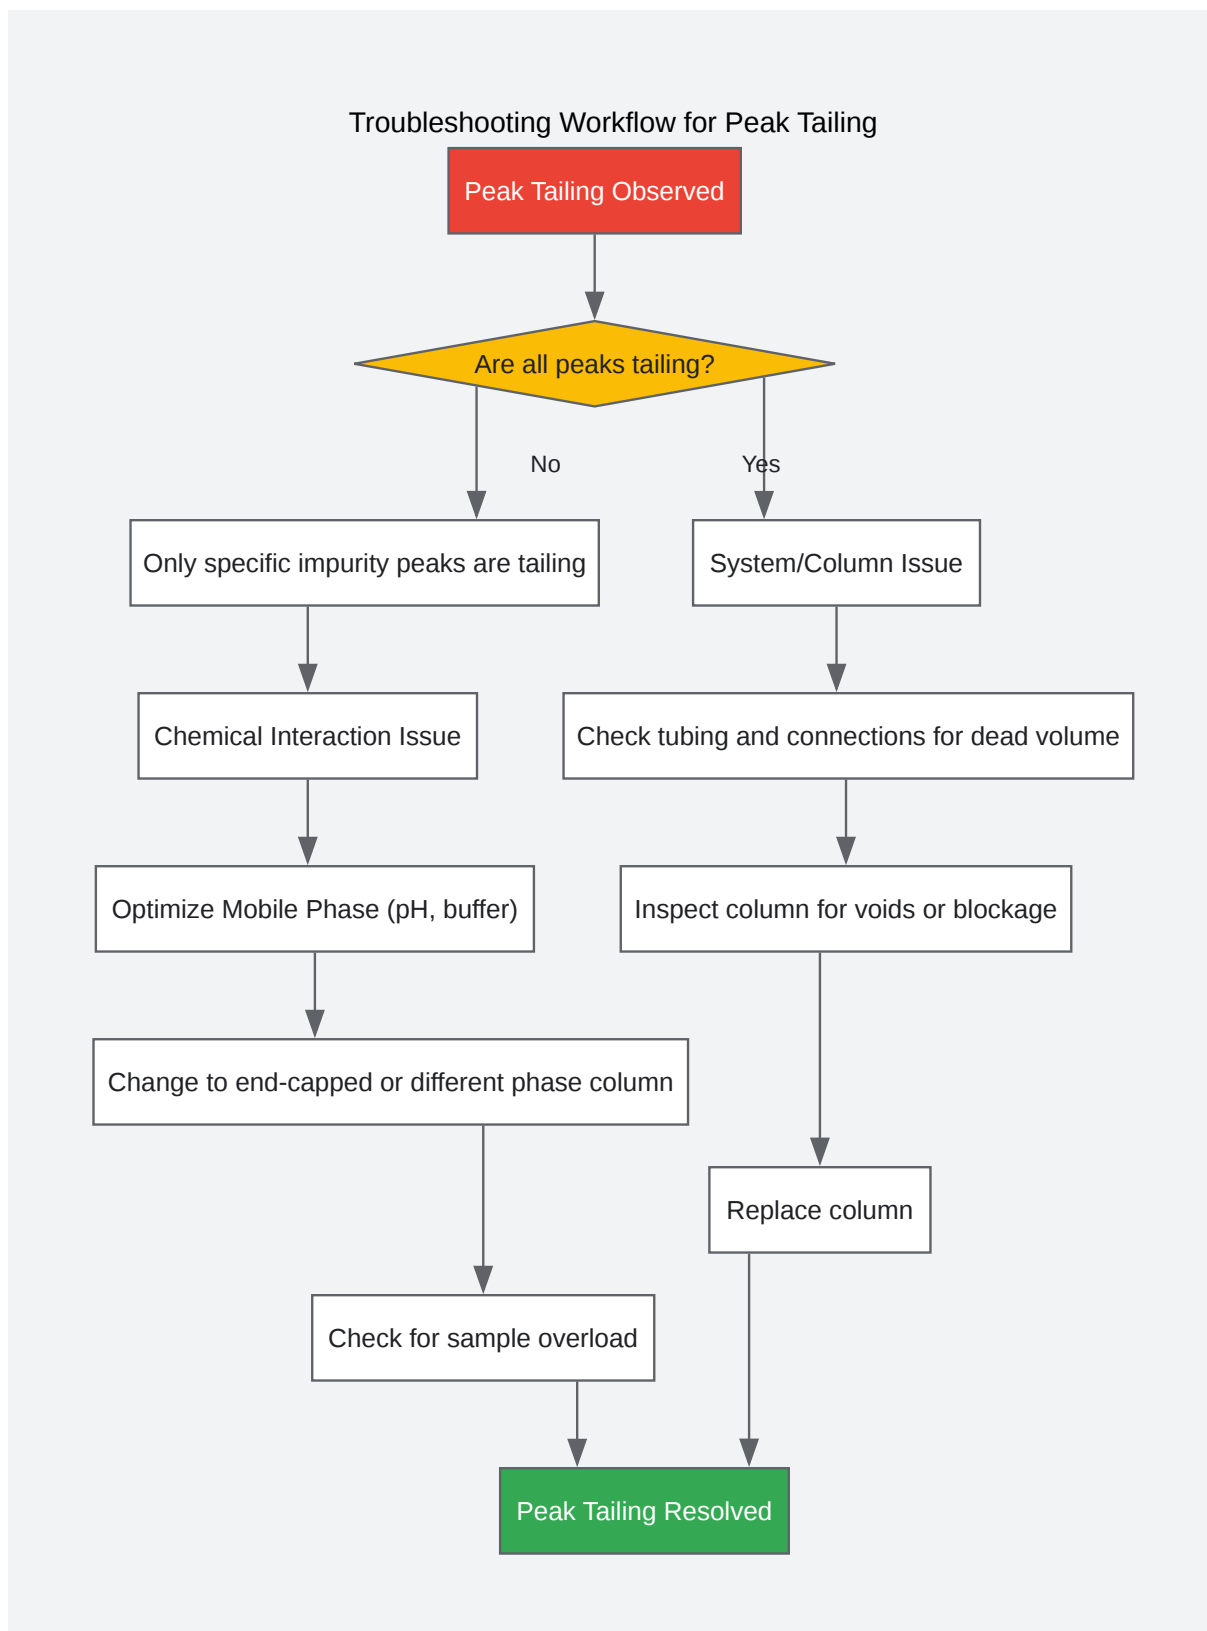 Troubleshooting Workflow for Peak Tailing
Peak Tailing Observed
Are all peaks tailing?
No
Yes
Only specific impurity peaks are tailing
System/Column Issue
Chemical Interaction Issue
Check tubing and connections for dead volume
Optimize Mobile Phase (pH, buffer)
Inspect column for voids or blockage
Change to end-capped or different phase column
Replace column
Check for sample overload
Peak Tailing Resolved